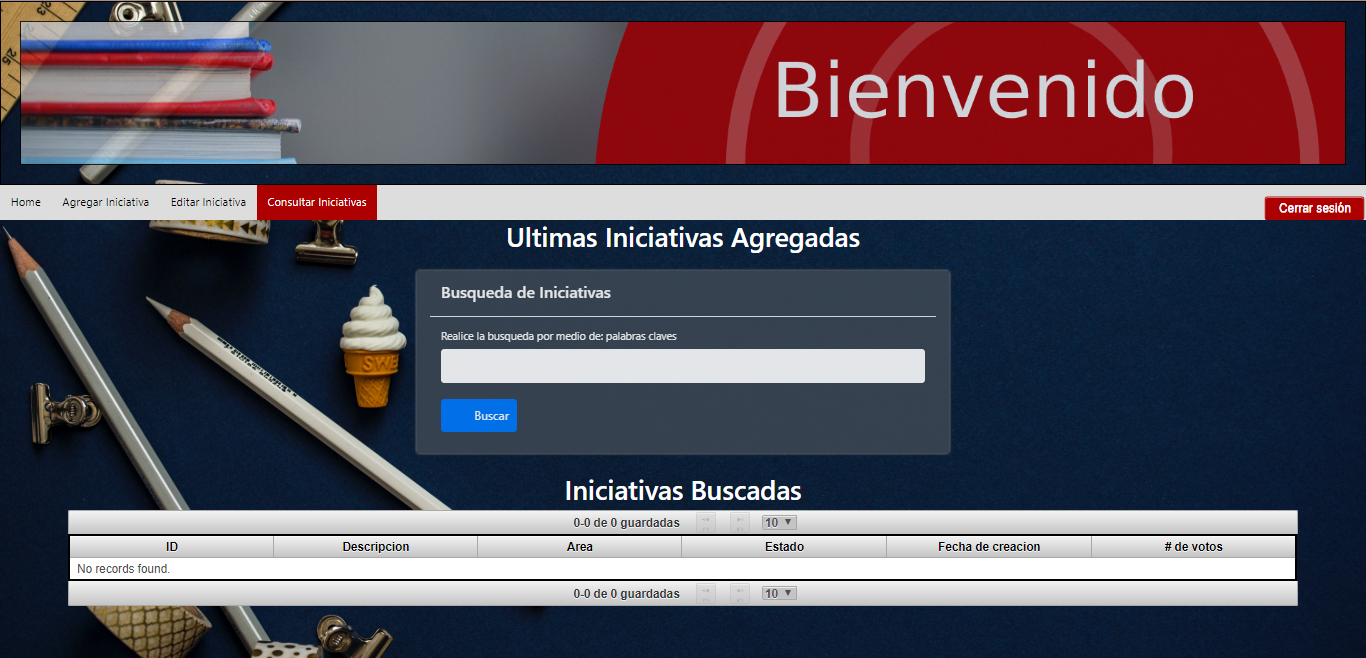 Bienvenido
Home Agregar Iniciativa Editar Iniciativa Consultar Iniciativas Cerrar sesión
Ultimas Iniciativas Agregadas
Busqueda de Iniciativas
Realice la busqueda por medio de: palabras claves
SWE
Buscar
Iniciativas Buscadas
0-0 de 0 guardadas 10
ID Descripcion Area Estado Fecha de creacion # de votos
No records found.
0-0 de 0 guardadas 10